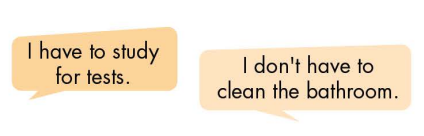 I have to study
for tests.
I don't have to
clean the bathroom.